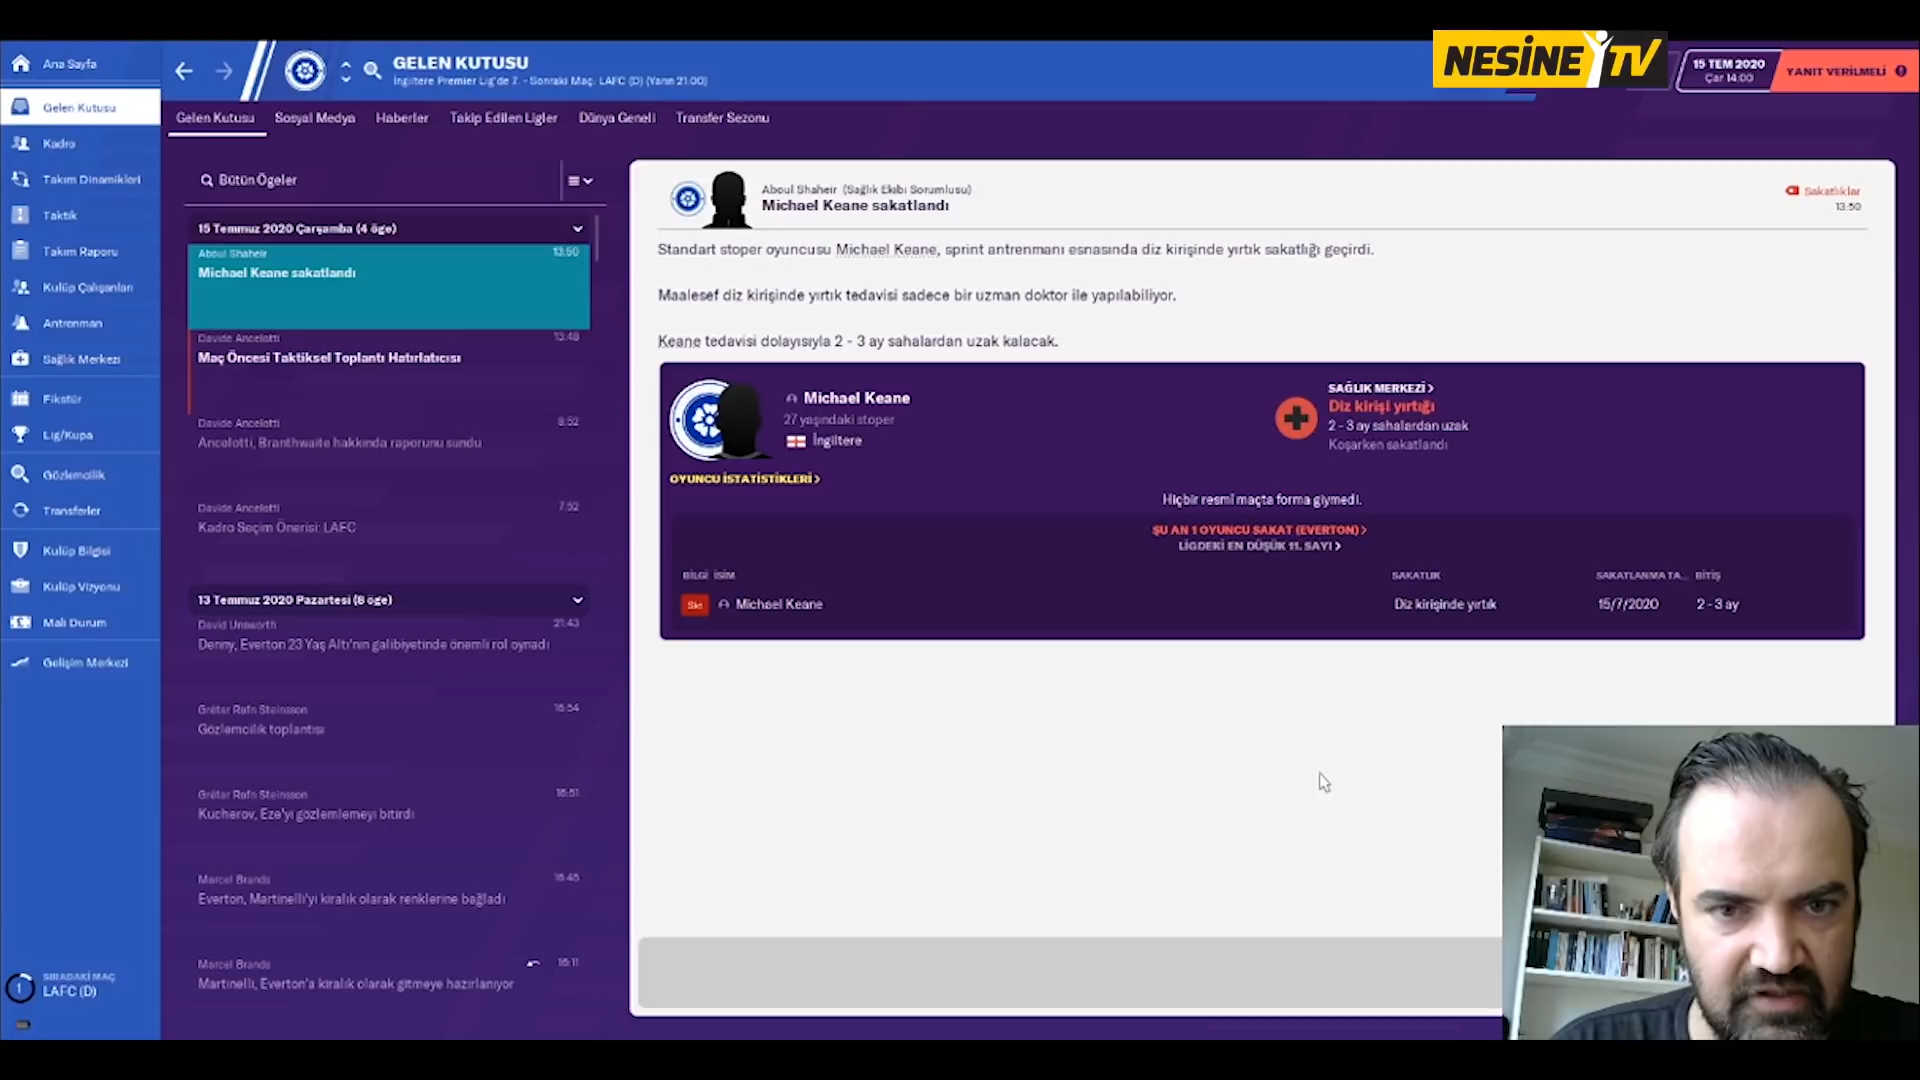 NESİNE TV
Ana Sayfa
Gelen Kutusu
Kadro
Takım Dinamikleri
Taktik
Takım Raporu
Kulüp Çalışanları
Antrenman
Sağlık Merkezi
Fikstür
Lig/Kupa
Gözlemcilik
Transferler
Kulüp Bilgisi
Kulüp Vizyonu
Mali Durum
Gelişim Merkezi
1
SIRADAKİ MAÇ
LAFC (D)
GELEN KUTUSU
İngiltere Premier Lig'de 7. - Sonraki Maç: LAFC (D) (Yarın 21.00)
15 TEM 2020
Çar 14:00
YANIT VERİLMELİ
Gelen Kutusu Sosyal Medya Haberler Takip Edilen Ligler Dünya Geneli Transfer Sezonu
Bütün Ögeler
15 Temmuz 2020 Çarşamba (4 öge)
Aboul Shaheir 13:50
Michael Keane sakatlandı
Davide Ancelotti 13:48
Maç Öncesi Taktiksel Toplantı Hatırlatıcısı
Davide Ancelotti 8:52
Ancelotti, Branthwaite hakkında raporunu sundu
Davide Ancelotti 7:52
Kadro Seçim Önerisi: LAFC
13 Temmuz 2020 Pazartesi (6 öge)
David Unsworth 21:43
Denny, Everton 23 Yaş Altı'nın galibiyetinde önemli rol oynadı
Grétar Rafn Steinsson 16:54
Gözlemcilik toplantısı
Grétar Rafn Steinsson 16:51
Kucherov, Eze'yi gözlemlemeyi bitirdi
Marcel Brands 16:45
Everton, Martinelli'yi kiralık olarak renklerine bağladı
Marcel Brands 16:11
Martinelli, Everton'a kiralık olarak gitmeye hazırlanıyor
Aboul Shaheir (Sağlık Ekibi Sorumlusu)
Michael Keane sakatlandı
Sakatlıklar
13:50
Standart stoper oyuncusu Michael Keane, sprint antrenmanı esnasında diz kirişinde yırtık sakatlığı geçirdi.
Maalesef diz kirişinde yırtık tedavisi sadece bir uzman doktor ile yapılabiliyor.
Keane tedavisi dolayısıyla 2 - 3 ay sahalardan uzak kalacak.
Michael Keane
27 yaşındaki stoper
İngiltere
SAĞLIK MERKEZİ >
Diz kirişi yırtığı
2 - 3 ay sahalardan uzak
Koşarken sakatlandı
OYUNCU İSTATİSTİKLERİ >
Hiçbir resmi maçta forma giymedi.
ŞU AN 1 OYUNCU SAKAT (EVERTON) >
LİGDEKİ EN DÜŞÜK 11. SAYI >
BİLGİ İSİM SAKATLIK SAKATLANMA TA... BİTİŞ
Skt Michael Keane Diz kirişinde yırtık 15/7/2020 2 - 3 ay